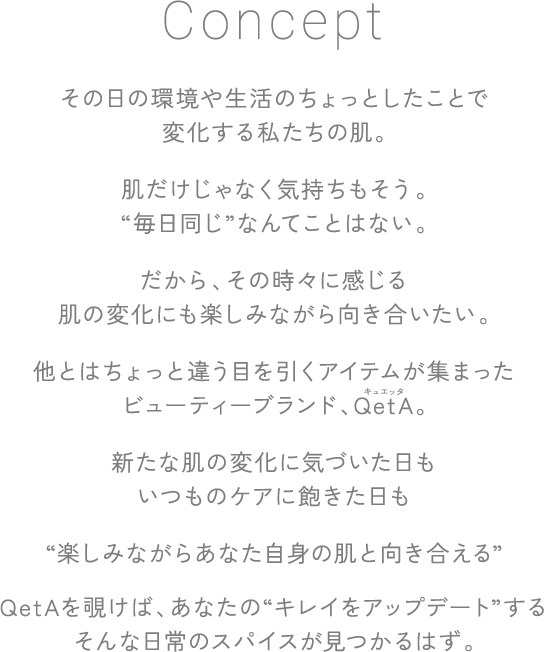 Concept
その日の環境や生活のちょっとしたことで
変化する私たちの肌。
肌だけじゃなく気持ちもそう。
“毎日同じ”なんてことはない。
だから、その時々に感じる
肌の変化にも楽しみながら向き合いたい。
他とはちょっと違う目を引くアイテムが集まった
キュエッタ
ビューティーブランド、QetA。
新たな肌の変化に気づいた日も
いつものケアに飽きた日も
“楽しみながらあなた自身の肌と向き合える”
QetAを覗けば、あなたの“キレイをアップデート”する
そんな日常のスパイスが見つかるはず。